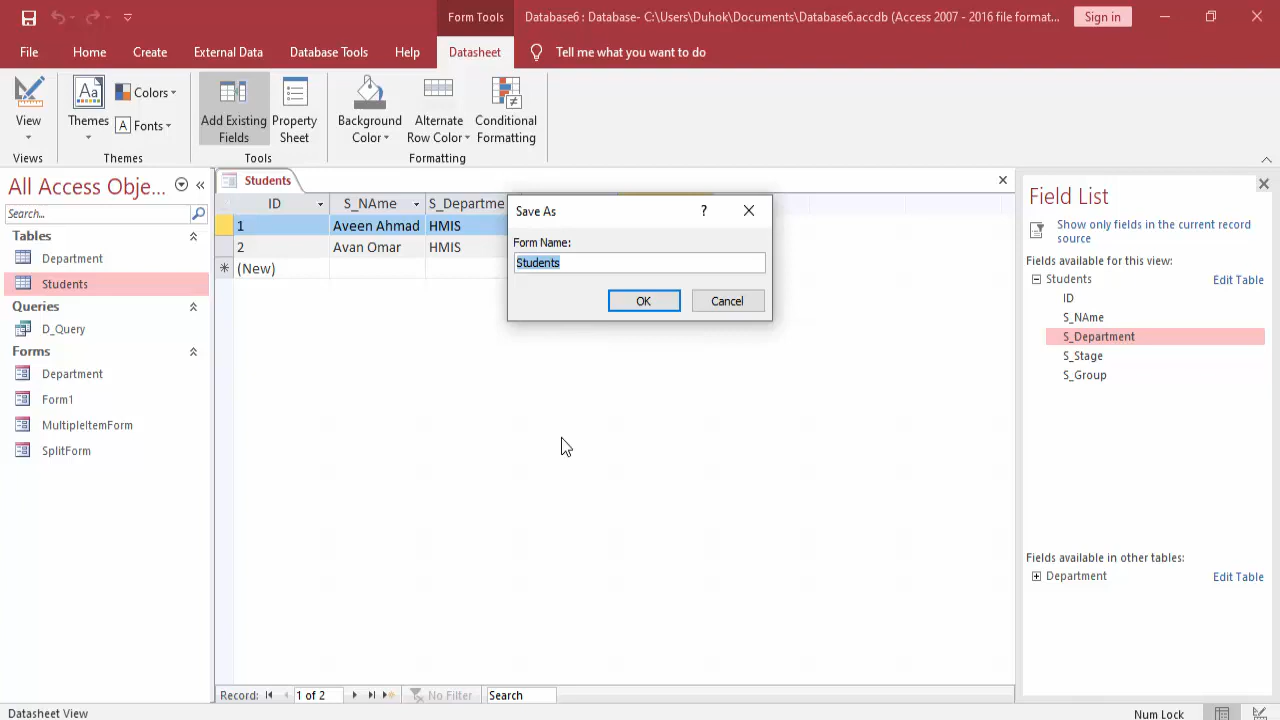 Form Tools
Database6 : Database- C:\Users\Duhok\Documents\Database6.accdb (Access 2007 - 2016 file format...
Sign in
File
Home
Create
External Data
Database Tools
Help
Datasheet
Tell me what you want to do
View
Views
Themes
Colors
Fonts
Themes
Add Existing
Fields
Property
Sheet
Tools
Background
Color
Alternate
Row Color
Conditional
Formatting
Formatting
All Access Obje...
Search...
Tables
Department
Students
Queries
D_Query
Forms
Department
Form1
MultipleItemForm
SplitForm
Students
ID S_NAme S_Departme
1 Aveen Ahmad HMIS
2 Avan Omar HMIS
(New)
Save As
?
Form Name:
Students
OK
Cancel
Field List
Show only fields in the current record
source
Fields available for this view:
Students Edit Table
ID
S_NAme
S_Department
S_Stage
S_Group
Fields available in other tables:
Department Edit Table
Record: 1 of 2 No Filter Search
Datasheet View
Num Lock